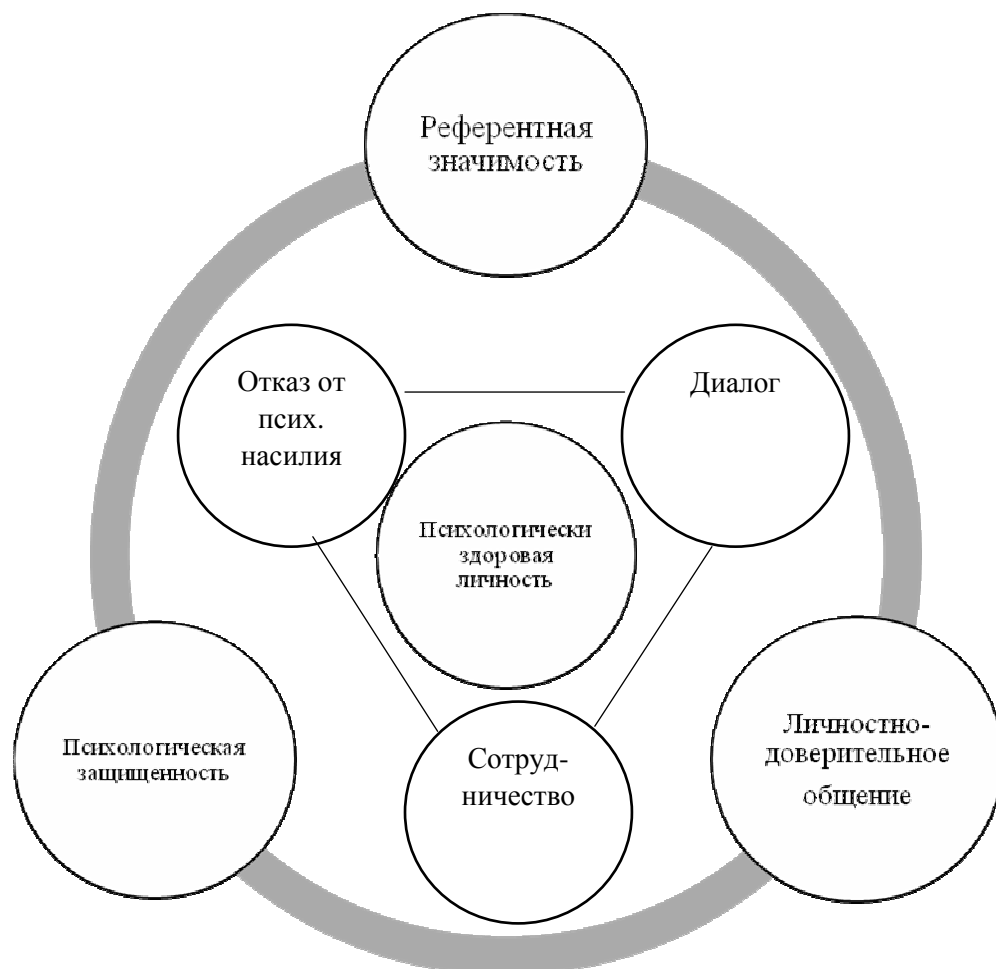 Референтная
значимость
Отказ от
псих.
насилия
Диалог
Психологически
здоровая
личность
Психологическая
защищенность
Сотруд-
ничество
Личностно-
доверительное
общение